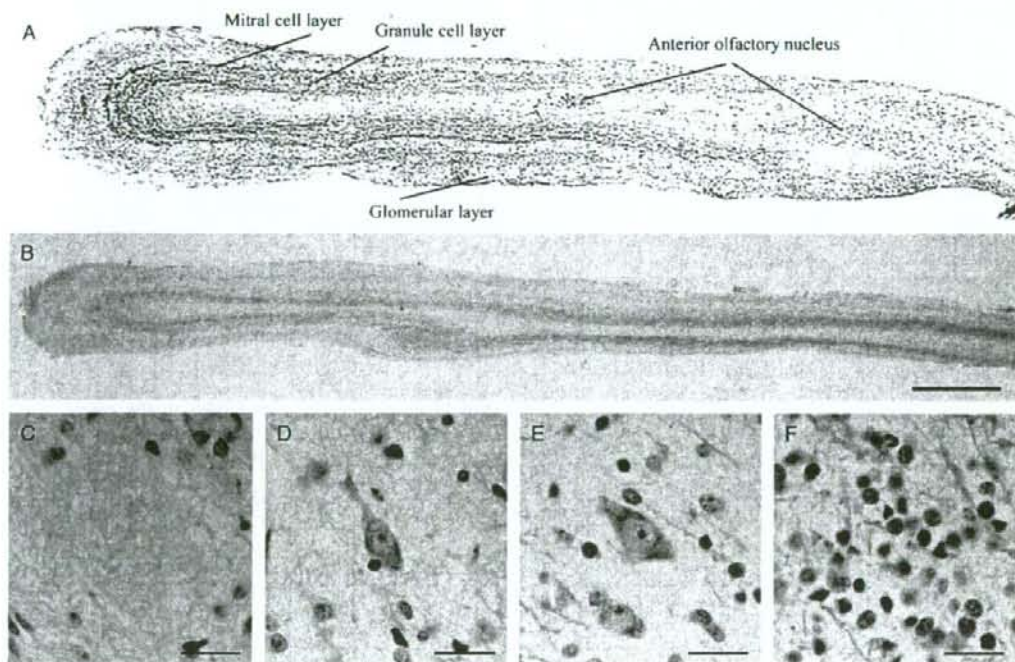 A
Mitral cell layer
Granule cell layer
Anterior olfactory nucleus
Glomerular layer
B
C
D
E
F